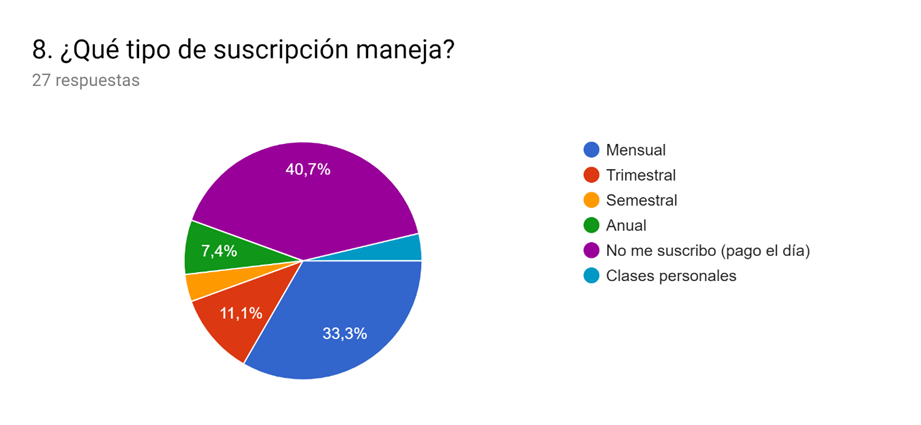 8. ¿Qué tipo de suscripción maneja?
27 respuestas
40,7%
7,4%
11,1%
33,3%
Mensual
Trimestral
Semestral
Anual
No me suscribo (pago el día)
Clases personales